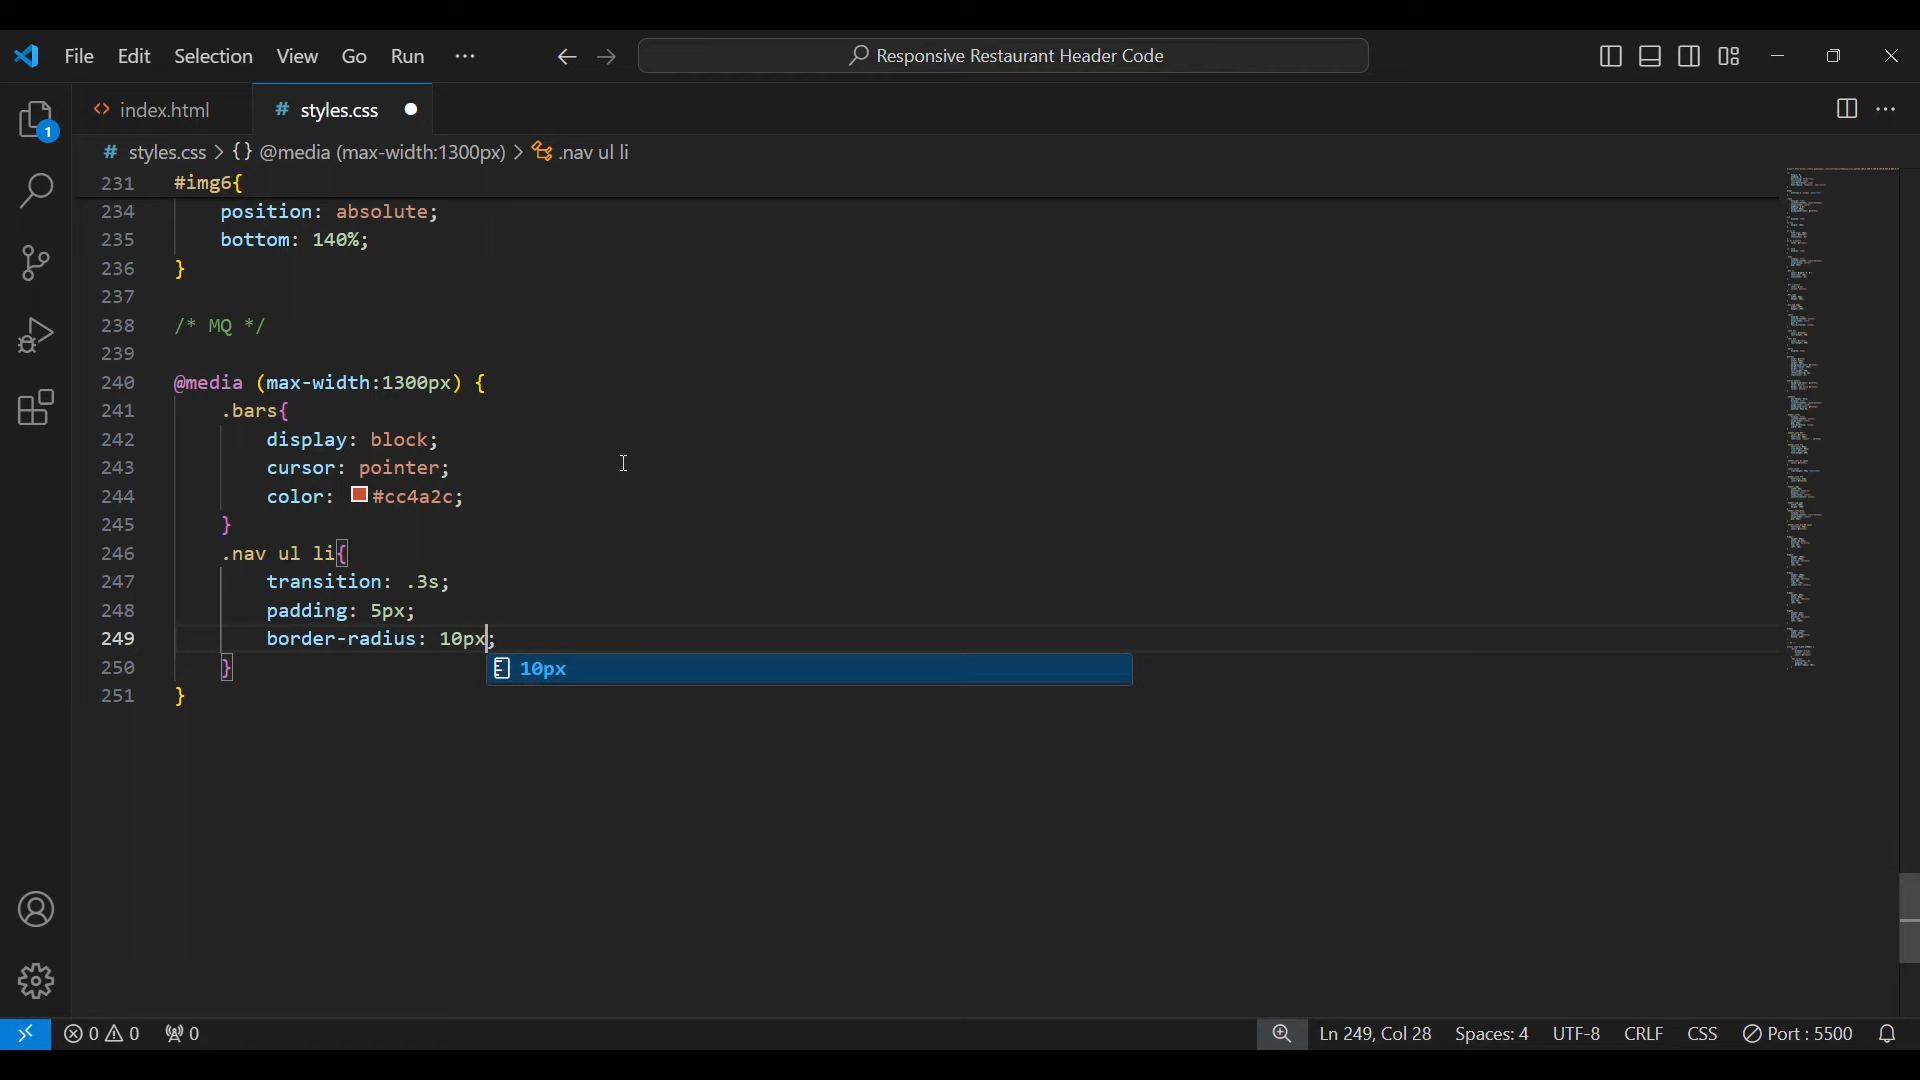 File Edit Selection View Go Run ··· Responsive Restaurant Header Code
index.html # styles.css
# styles.css > {} @media (max-width:1300px) > .nav ul li
231 #img6{
234 position: absolute;
235 bottom: 140%;
236 }
237
238 /* MQ */
239
240 @media (max-width:1300px) {
241 .bars{
242 display: block;
243 cursor: pointer;
244 color: #cc4a2c;
245 }
246 .nav ul li{
247 transition: .3s;
248 padding: 5px;
249 border-radius: 10px;
250 }
10px
251 }
1
0 0 0 Ln 249, Col 28 Spaces: 4 UTF-8 CRLF CSS Port : 5500